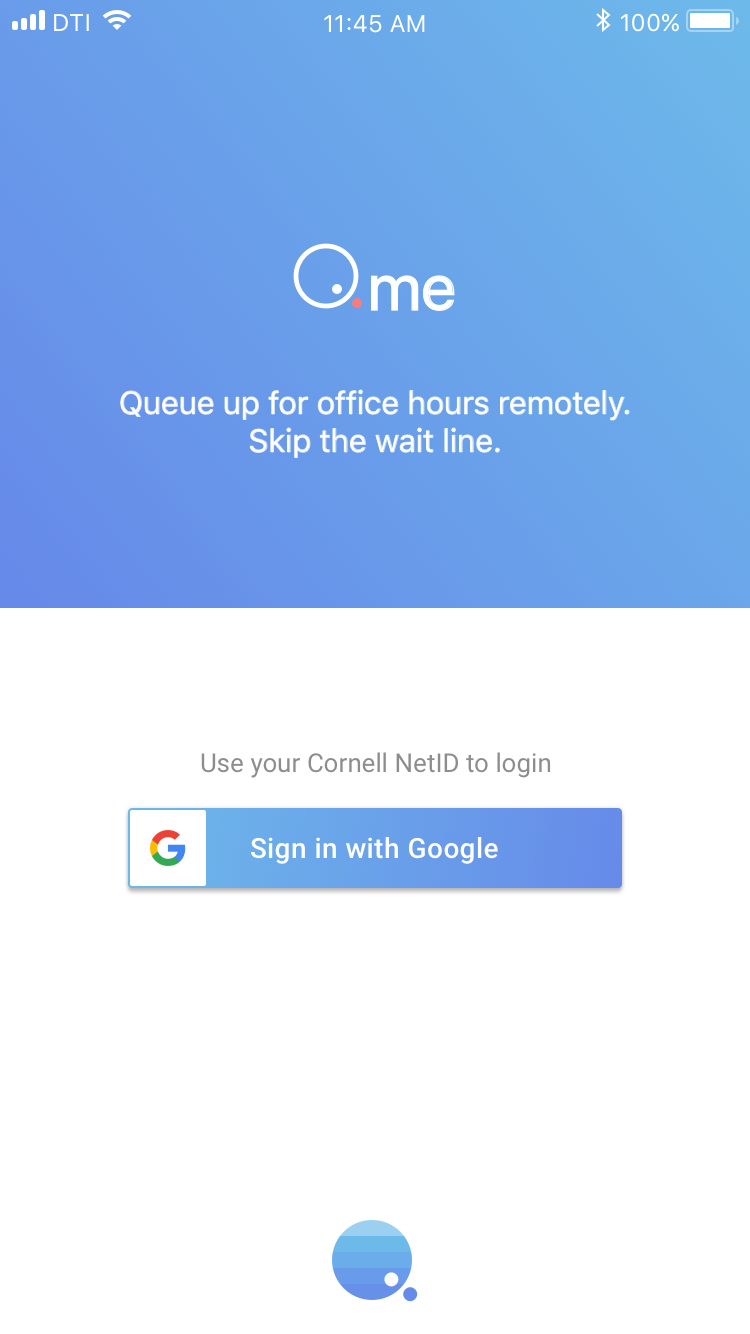 DTI 11:45 AM 100%
Q.me
Queue up for office hours remotely.
Skip the wait line.
Use your Cornell NetID to login
Sign in with Google